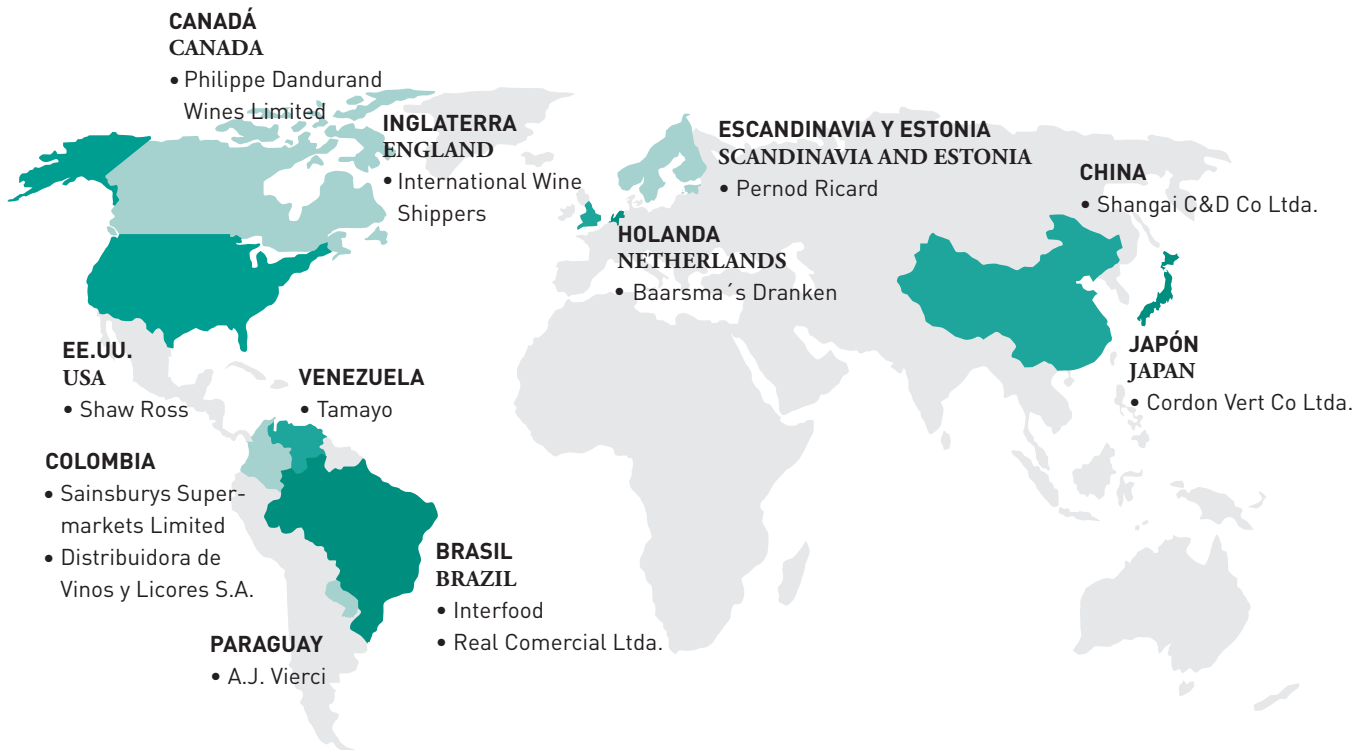 CANADÁ
CANADA
• Philippe Dandurand
Wines Limited
INGLATERRA
ENGLAND
• International Wine
Shippers
ESCANDINAVIA Y ESTONIA
SCANDINAVIA AND ESTONIA
• Pernod Ricard
CHINA
• Shangai C&D Co Ltda.
HOLANDA
NETHERLANDS
• Baarsma´s Dranken
JAPÓN
JAPAN
• Cordon Vert Co Ltda.
EE.UU.
USA
• Shaw Ross
VENEZUELA
• Tamayo
COLOMBIA
• Sainsburys Super-
markets Limited
• Distribuidora de
Vinos y Licores S.A.
BRASIL
BRAZIL
• Interfood
• Real Comercial Ltda.
PARAGUAY
• A.J. Vierci